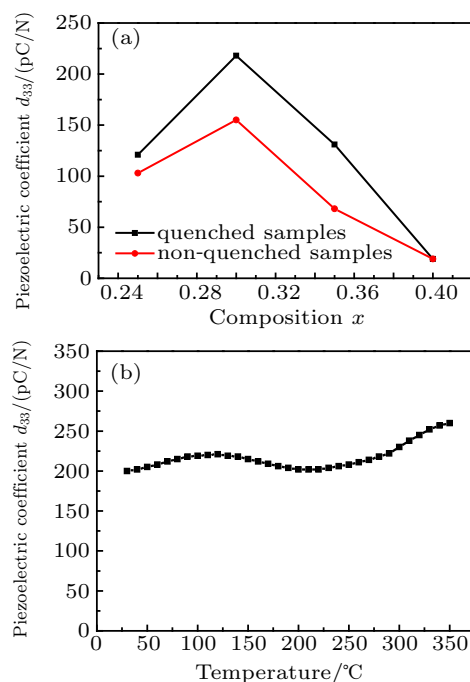 (a)
Piezoelectric coefficient d₃₃/(pC/N)
250
200
150
100
50
0
quenched samples
non-quenched samples
0.24 0.28 0.32 0.36 0.40
Composition x
(b)
Piezoelectric coefficient d₃₃/(pC/N)
350
300
250
200
150
100
50
0
0 50 100 150 200 250 300 350
Temperature/℃